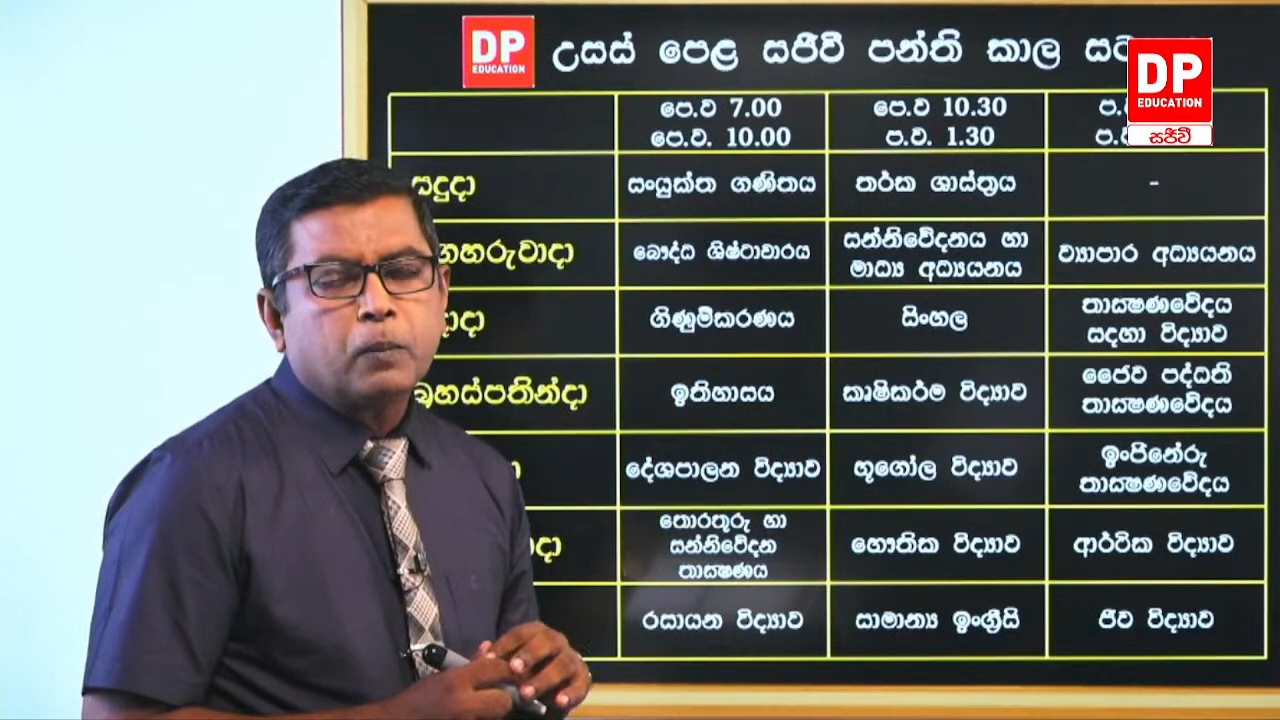 DP
EDUCATION
උසස් පෙළ සජීවී පන්ති කාල
DP
EDUCATION
සජීවී
පෙ.ව 7.00
පෙ.ව. 10.00
පෙ.ව 10.30
ප.ව. 1.30
සඳුදා
සංයුක්ත ගණිතය
තර්ක ශාස්ත්‍රය
-
බෞද්ධ ශිෂ්ටාචාරය
සන්නිවේදනය හා
මාධ්‍ය අධ්‍යයනය
ව්‍යාපාර අධ්‍යයනය
ගිණුම්කරණය
සිංහල
තාක්ෂණවේදය
සදහා විද්‍යාව
බ්‍රහස්පතින්දා
ඉතිහාසය
කෘෂිකර්ම විද්‍යාව
ජෛව පද්ධති
තාක්ෂණවේදය
දේශපාලන විද්‍යාව
භූගෝල විද්‍යාව
ඉංජිනේරු
තාක්ෂණවේදය
තොරතූරු හා
සන්නිවේදන
තාක්ෂණය
භෞතික විද්‍යාව
ආර්ථික විද්‍යාව
රසායන විද්‍යාව
සාමාන්‍ය ඉංග්‍රීසි
ජීව විද්‍යාව